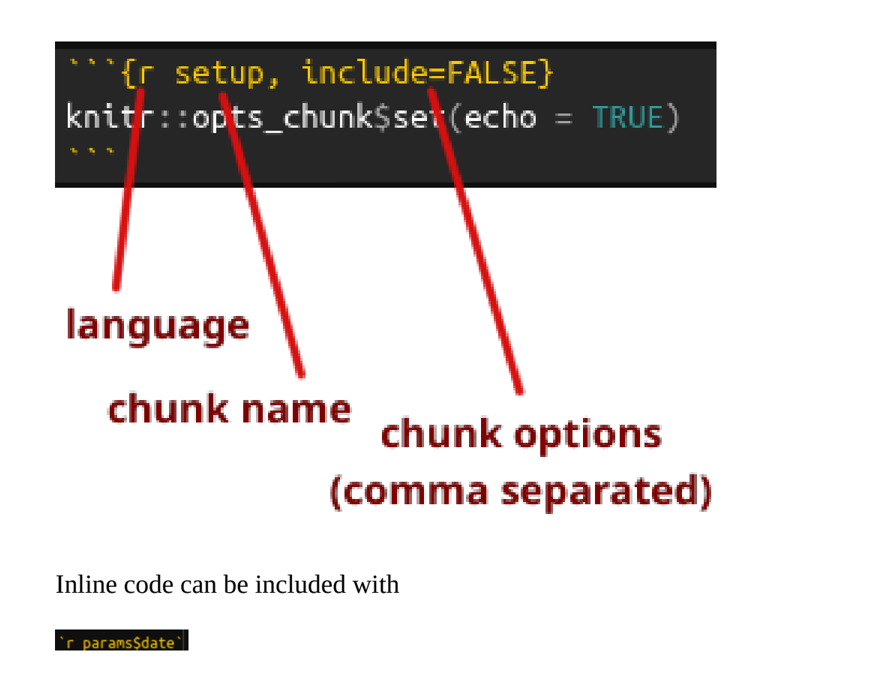 ```{r setup, include=FALSE}
knitr::opts_chunk$set(echo = TRUE)
```
language
chunk name
chunk options
(comma separated)
Inline code can be included with
`r params$date`